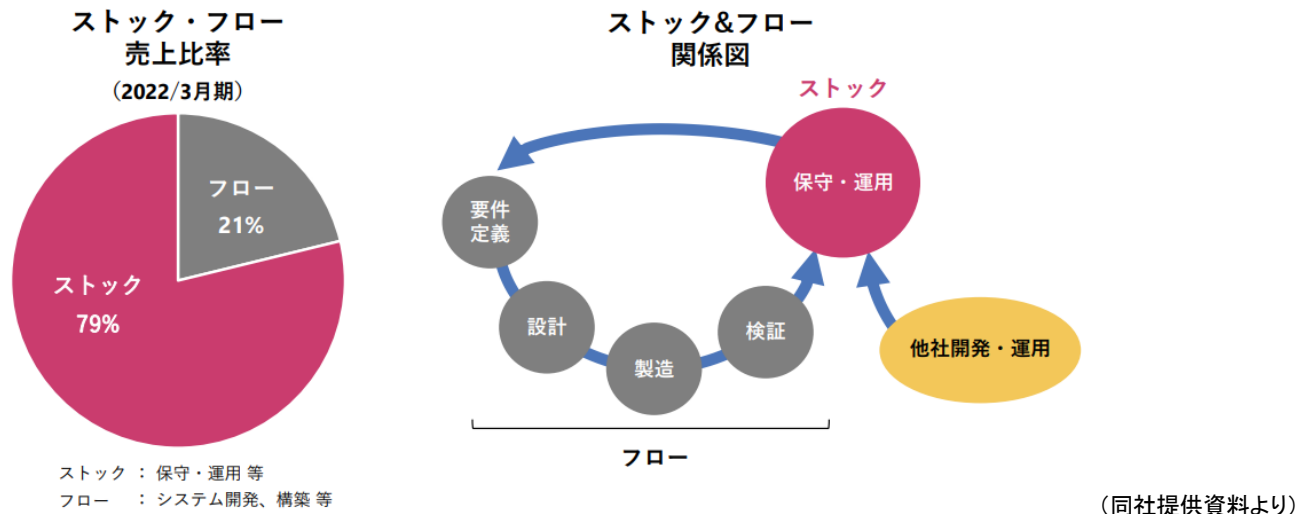 ストック・フロー
売上比率
（2022/3月期）
フロー
21%
ストック
79%
ストック ： 保守・運用 等
フロー ： システム開発、構築 等
ストック&フロー
関係図
ストック
保守・運用
要件
定義
設計
製造
検証
他社開発・運用
フロー
（同社提供資料より）